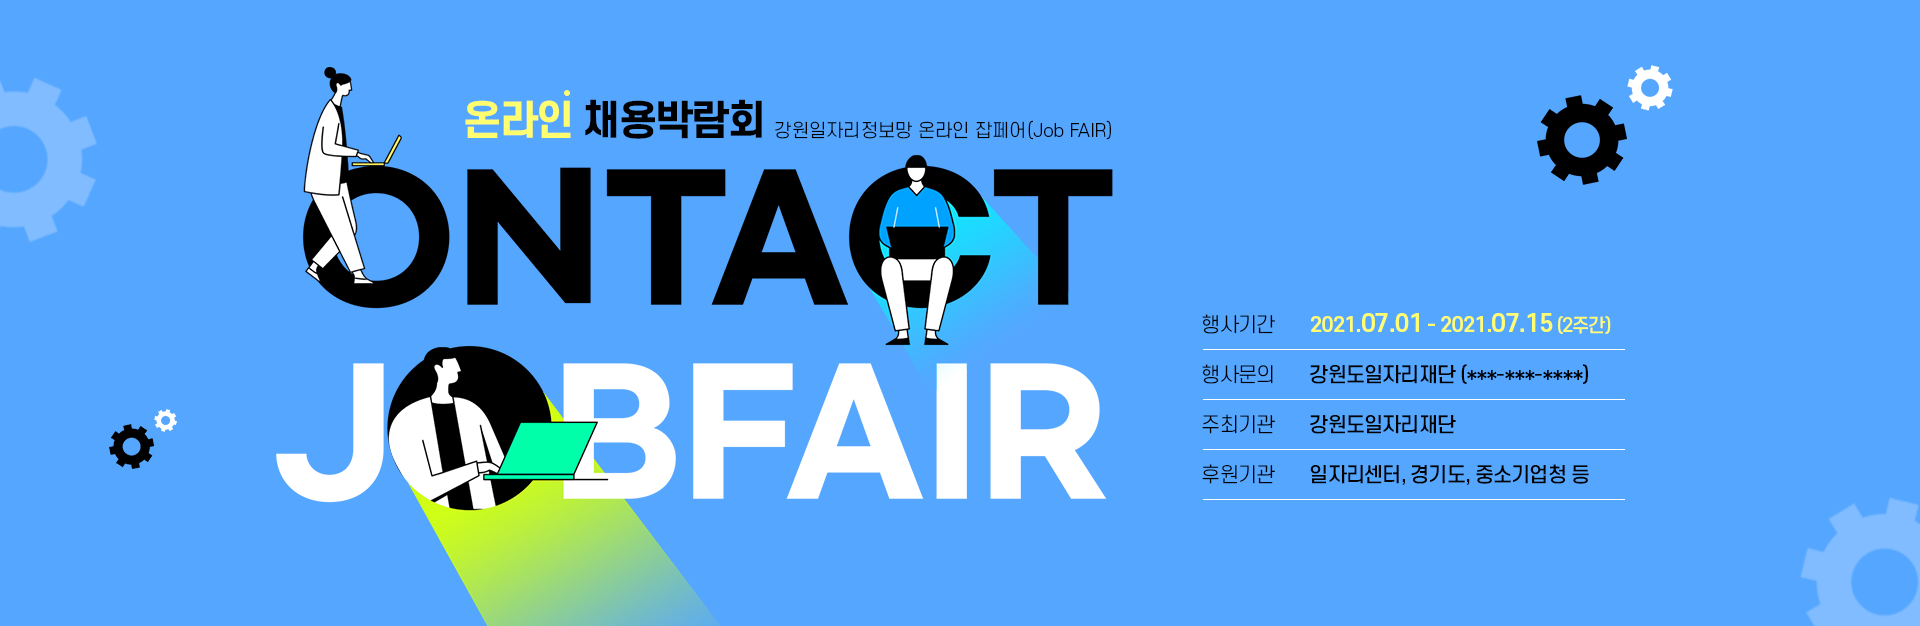 온라인 채용박람회 강원일자리정보망 온라인 잡페어(Job FAIR)
ONTACT
JOBFAIR
행사기간 2021.07.01 - 2021.07.15 (2주간)
행사문의 강원도일자리재단 (***-***-****)
주최기관 강원도일자리재단
후원기관 일자리센터, 경기도, 중소기업청 등